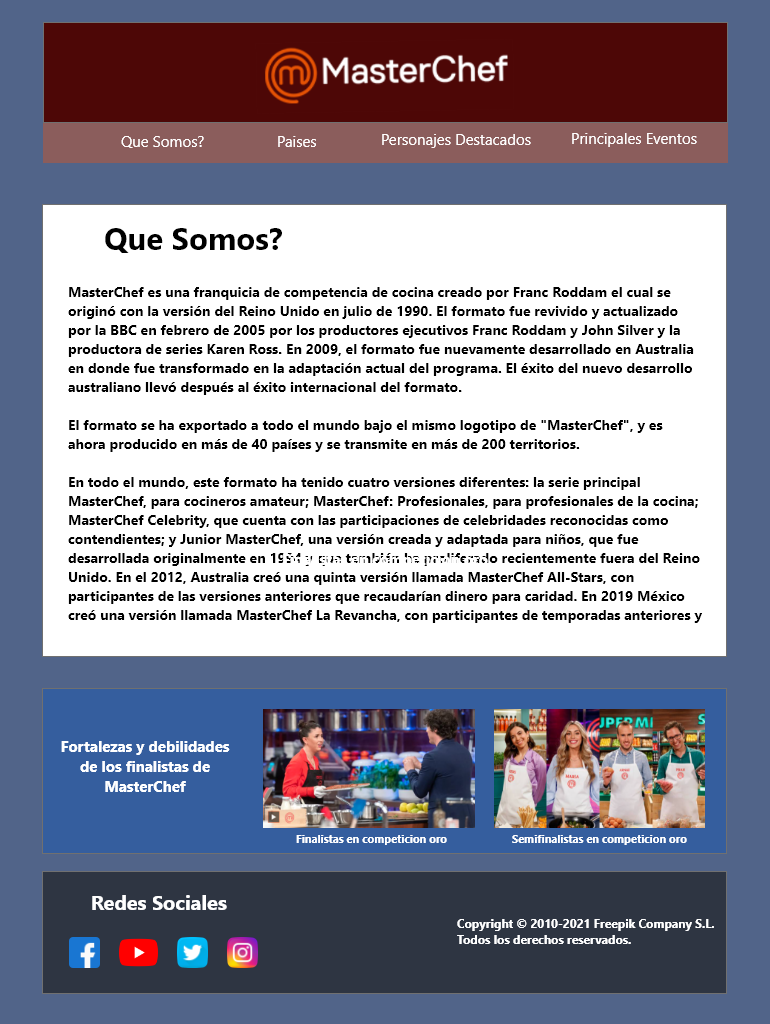 MasterChef
Que Somos?
Paises
Personajes Destacados
Principales Eventos
Que Somos?
MasterChef es una franquicia de competencia de cocina creado por Franc Roddam el cual se
originó con la versión del Reino Unido en julio de 1990. El formato fue revivido y actualizado
por la BBC en febrero de 2005 por los productores ejecutivos Franc Roddam y John Silver y la
productora de series Karen Ross. En 2009, el formato fue nuevamente desarrollado en Australia
en donde fue transformado en la adaptación actual del programa. El éxito del nuevo desarrollo
australiano llevó después al éxito internacional del formato.
El formato se ha exportado a todo el mundo bajo el mismo logotipo de "MasterChef", y es
ahora producido en más de 40 países y se transmite en más de 200 territorios.
En todo el mundo, este formato ha tenido cuatro versiones diferentes: la serie principal
MasterChef, para cocineros amateur; MasterChef: Profesionales, para profesionales de la cocina;
MasterChef Celebrity, que cuenta con las participaciones de celebridades reconocidas como
contendientes; y Junior MasterChef, una versión creada y adaptada para niños, que fue
desarrollada originalmente en recientemente fuera del Reino
Unido. En el 2012, Australia creó una quinta versión llamada MasterChef All-Stars, con
participantes de las versiones anteriores que recaudarían dinero para caridad. En 2019 México
creó una versión llamada MasterChef La Revancha, con participantes de temporadas anteriores y
Fortalezas y debilidades
de los finalistas de
MasterChef
Finalistas en competicion oro
Semifinalistas en competicion oro
Redes Sociales
Copyright © 2010-2021 Freepik Company S.L.
Todos los derechos reservados.